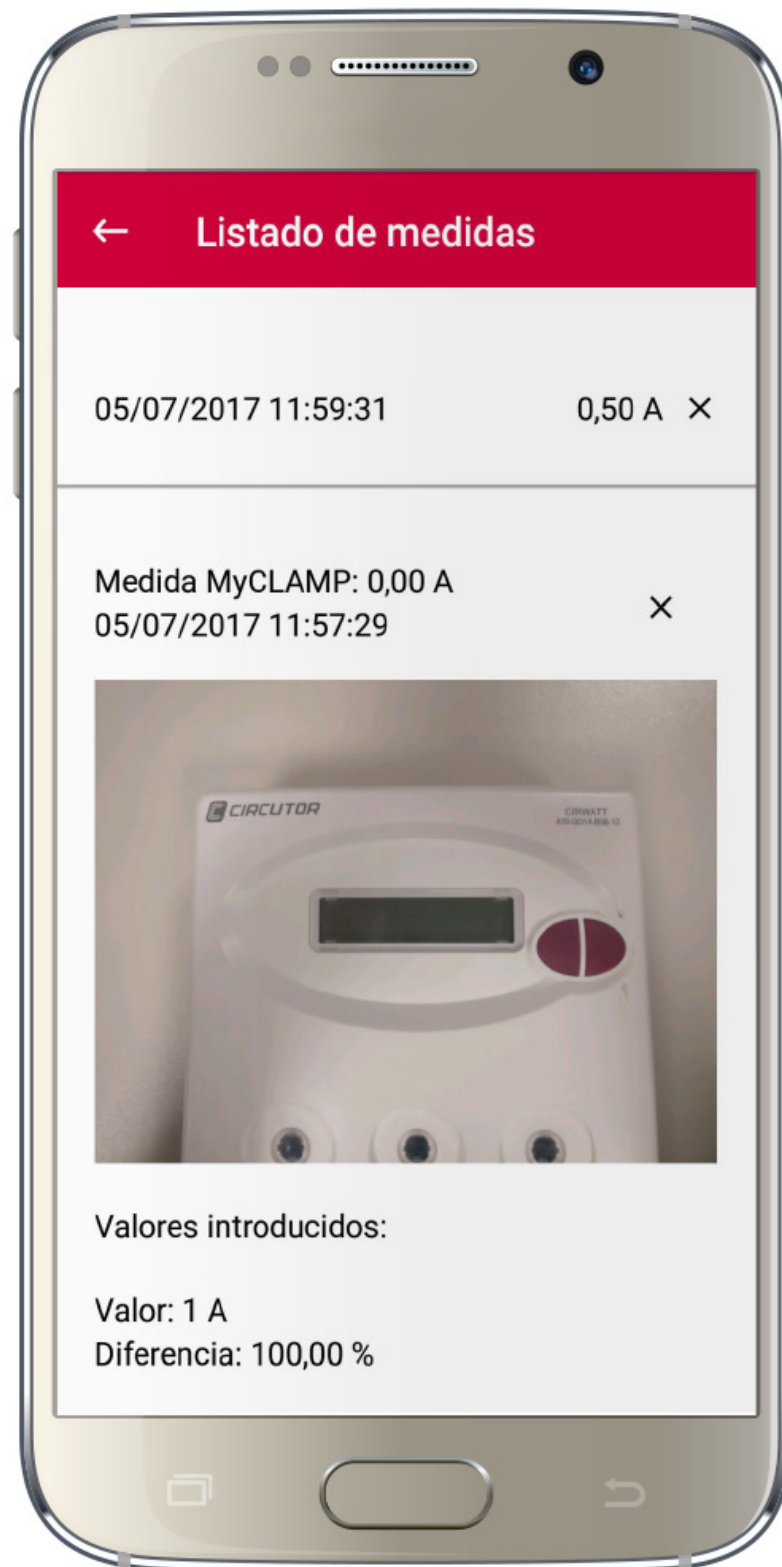 ← Listado de medidas
05/07/2017 11:59:31 0,50 A ×
Medida MyCLAMP: 0,00 A
05/07/2017 11:57:29 ×
CIRCUTOR
CIRWATT
Valores introducidos:
Valor: 1 A
Diferencia: 100,00 %